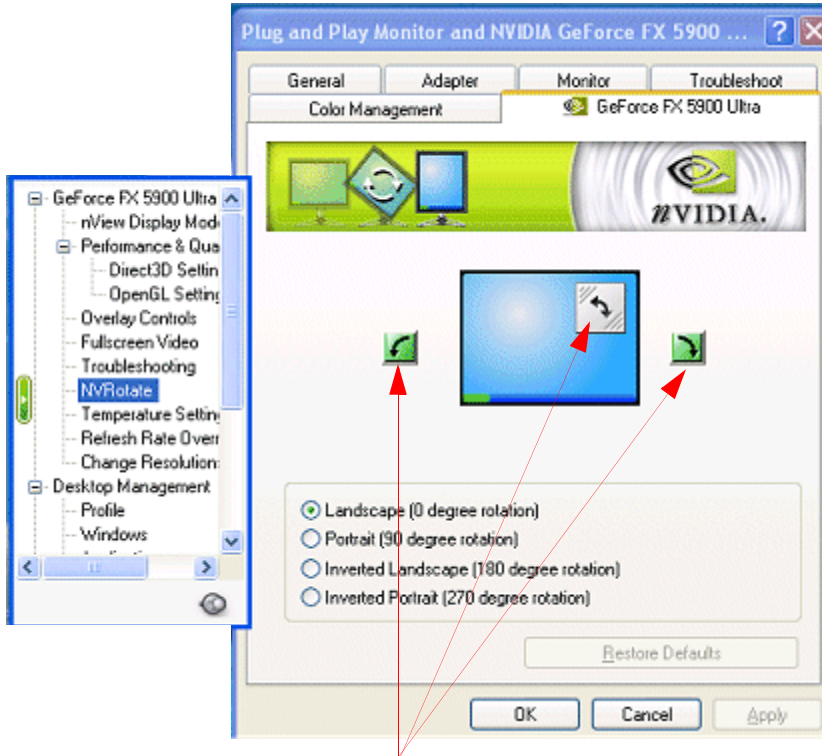 Plug and Play Monitor and NVIDIA GeForce FX 5900 ...
General Adapter Monitor Troubleshoot
Color Management GeForce FX 5900 Ultra
NVIDIA.
GeForce FX 5900 Ultra
nView Display Mod
Performance & Qua
Direct3D Settin
OpenGL Setting
Overlay Controls
Fullscreen Video
Troubleshooting
NVRotate
Temperature Setting
Refresh Rate Overr
Change Resolution
Desktop Management
Profile
Windows
Landscape (0 degree rotation)
Portrait (90 degree rotation)
Inverted Landscape (180 degree rotation)
Inverted Portrait (270 degree rotation)
Restore Defaults
OK Cancel Apply